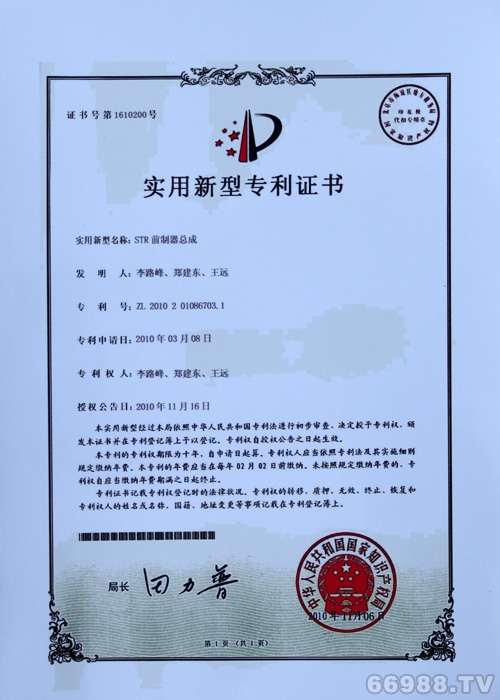 证书号第1610200号
实用新型专利证书
实用新型名称：STR前制器总成
发明人：李路峰、郑建东、王远
专利号：ZL 2010 2 01086703.1
专利申请日：2010年03月08日
专利权人：李路峰、郑建东、王远
授权公告日：2010年11月16日
本实用新型经过本局依照中华人民共和国专利法进行初步审查，决定授予专利权，颁
发本证书并在专利登记簿上予以登记。专利权自授权公告之日起生效。
本专利的专利权期限为十年，自申请日起算。专利权人应当依照专利法及其实施细则
规定缴纳年费。本专利的年费应当在每年02月02日前缴纳。未按照规定缴纳年费的，专
利权自应当缴纳年费期满之日起终止。
专利证书记载专利权登记时的法律状况。专利权的转移、质押、无效、终止、恢复和
专利权人的姓名或名称、国籍、地址变更等事项记载在专利登记簿上。
局长 田力普
中华人民共和国国家知识产权局
2010年11月06日
第1页（共1页）
66988.TV